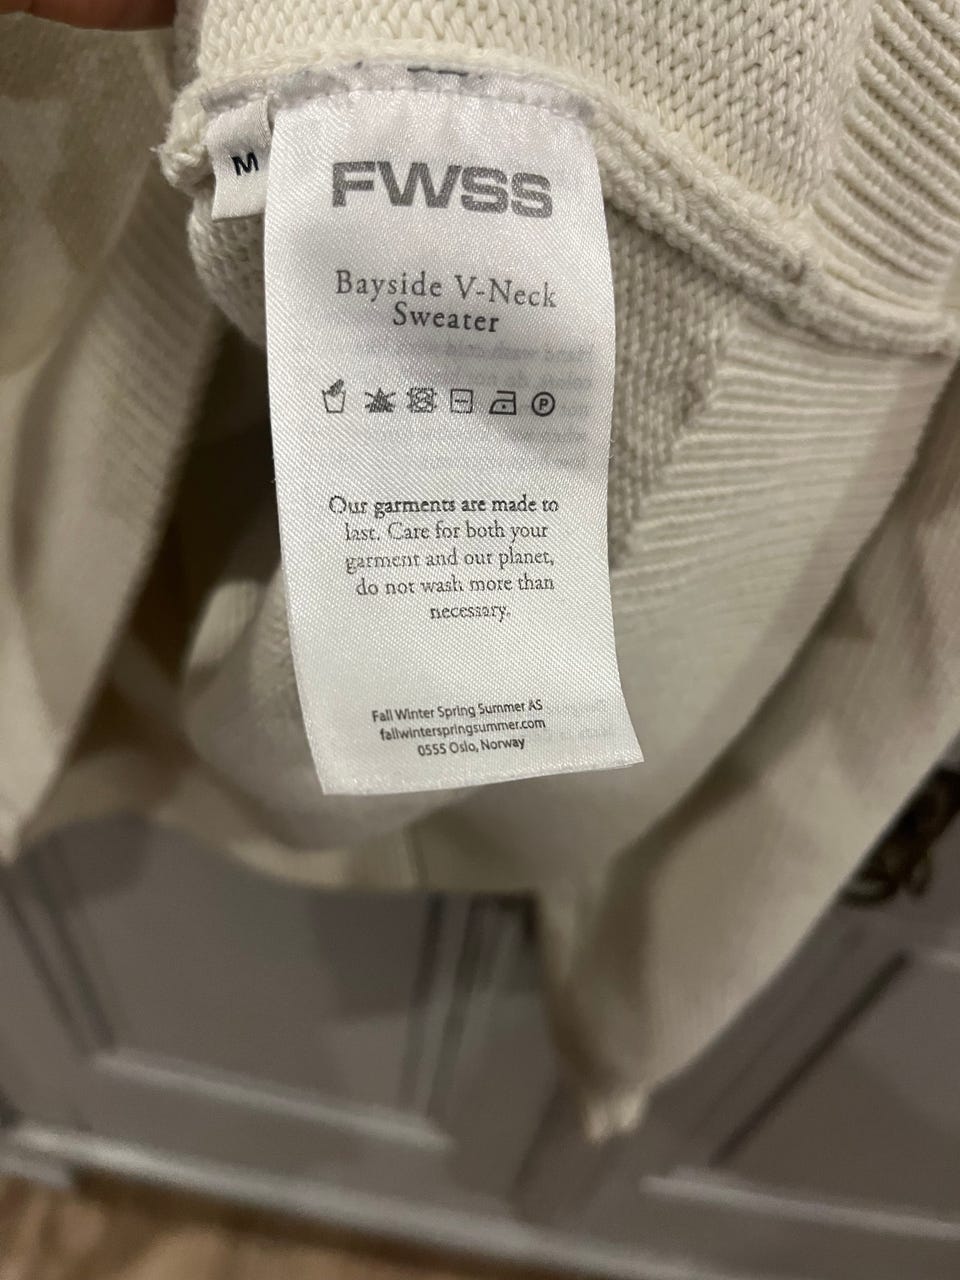 M
FWSS
Bayside V-Neck
Sweater
P
Our garments are made to
last. Care for both your
garment and our planet,
do not wash more than
necessary.
Fall Winter Spring Summer AS
fallwinterspringsummer.com
0555 Oslo, Norway